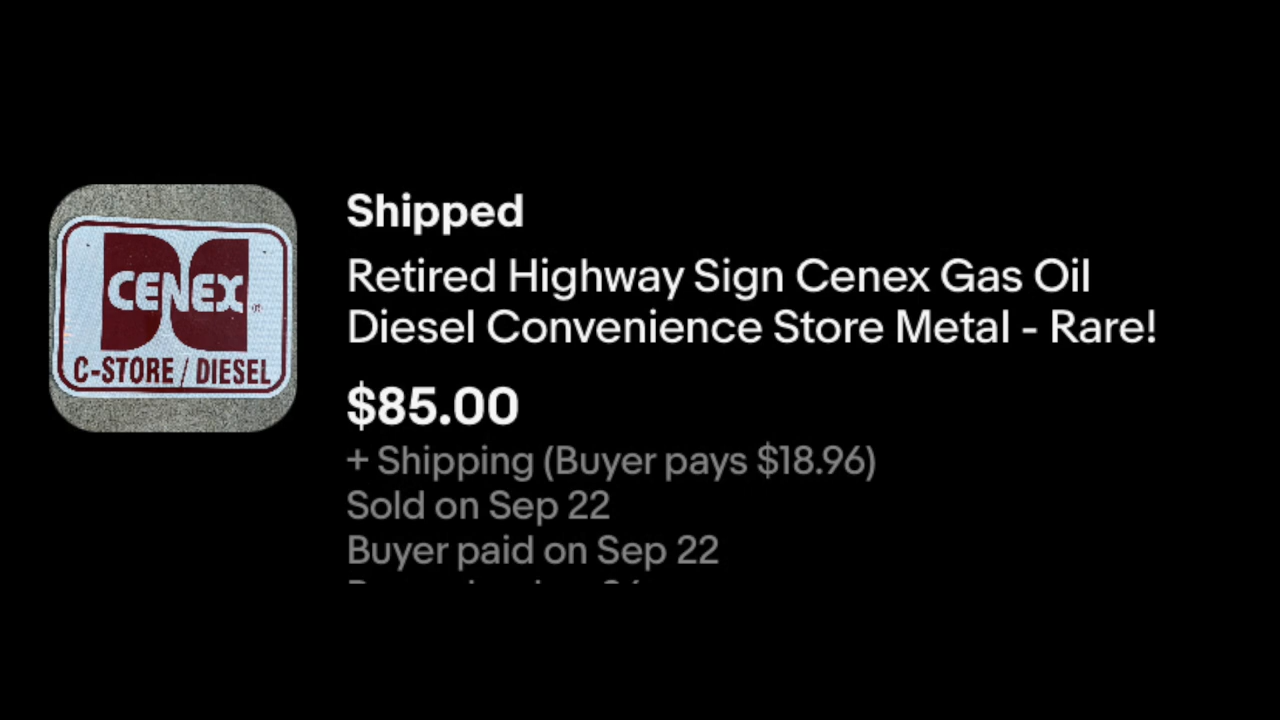 CENEX
C-STORE / DIESEL
Shipped
Retired Highway Sign Cenex Gas Oil
Diesel Convenience Store Metal - Rare!
$85.00
+ Shipping (Buyer pays $18.96)
Sold on Sep 22
Buyer paid on Sep 22